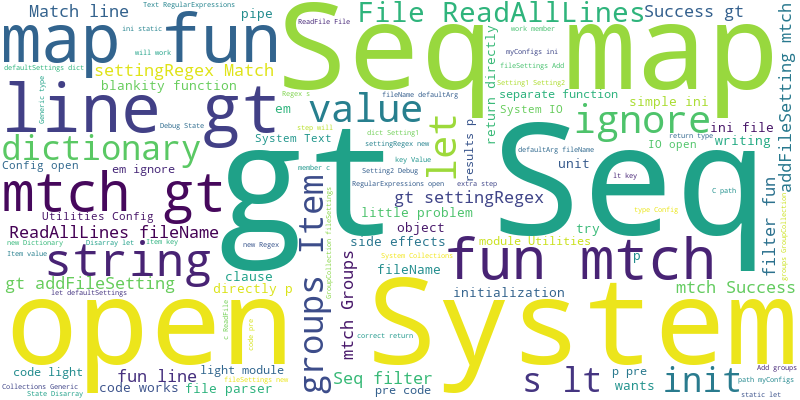 Match line
Text RegularExpressions
pipe
ReadFile File
File ReadAllLines
Success gt
work member
ini static
map fun
Seq map
myConfigs ini
will work
defaultSettings dict
settingRegex Match
blankity function
fileSettings Add
Setting1 Setting2
Regex s
fileName defaultArg
separate function
line gt
em
value
System IO
simple ini
ignore
return directly
addFileSetting mtch
Generic type
Debug State
System Text
let
results p
dict Setting1
step will
settingRegex new
key Value
defaultArg fileName
return type
ini file
writing
IO open
dictionary
Config open
em ignore
gt Seq
Setting2 Debug
RegularExpressions open
extra step
unit
member c
lt key
C path
mtch gt
gt settingRegex
little problem
try
type Config
groups GroupCollection
Utilities Config
object
ReadAllLines fileName
side effects
module Utilities
filter fun
new Dictionary
Disarray let
Item key
new Regex
Item value
string
groups Item
GroupCollection fileSettings
mtch Groups
System Collections
fun mtch
p
clause
fileName
gt addFileSetting
directly p
mtch Success
let defaultSettings
initialization
open
System
c ReadFile
code pra
correct return
Add groups
code light
fun line
light module
Seq filter
p pre
s lt
init
path myConfigs
Collections Generic
code works
file parser
fileSettings new
pre code
wants
State Disarray
static let